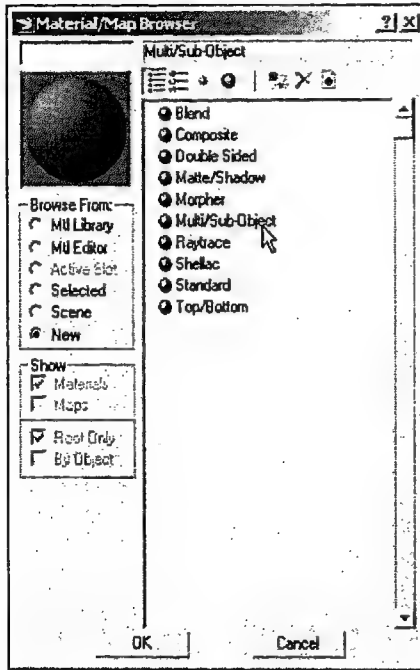 Material/Map Browser
Multi/Sub-Object
Blend
Composite
Double Sided
Matte/Shadow
Morpher
Multi/Sub-Object
Raytrace
Shellac
Standard
Top/Bottom
Browse From:
Mtl Library
Mtl Editor
Active Slot
Selected
Scene
New
Show
Materials
Maps
Root Only
By Object
OK
Cancel